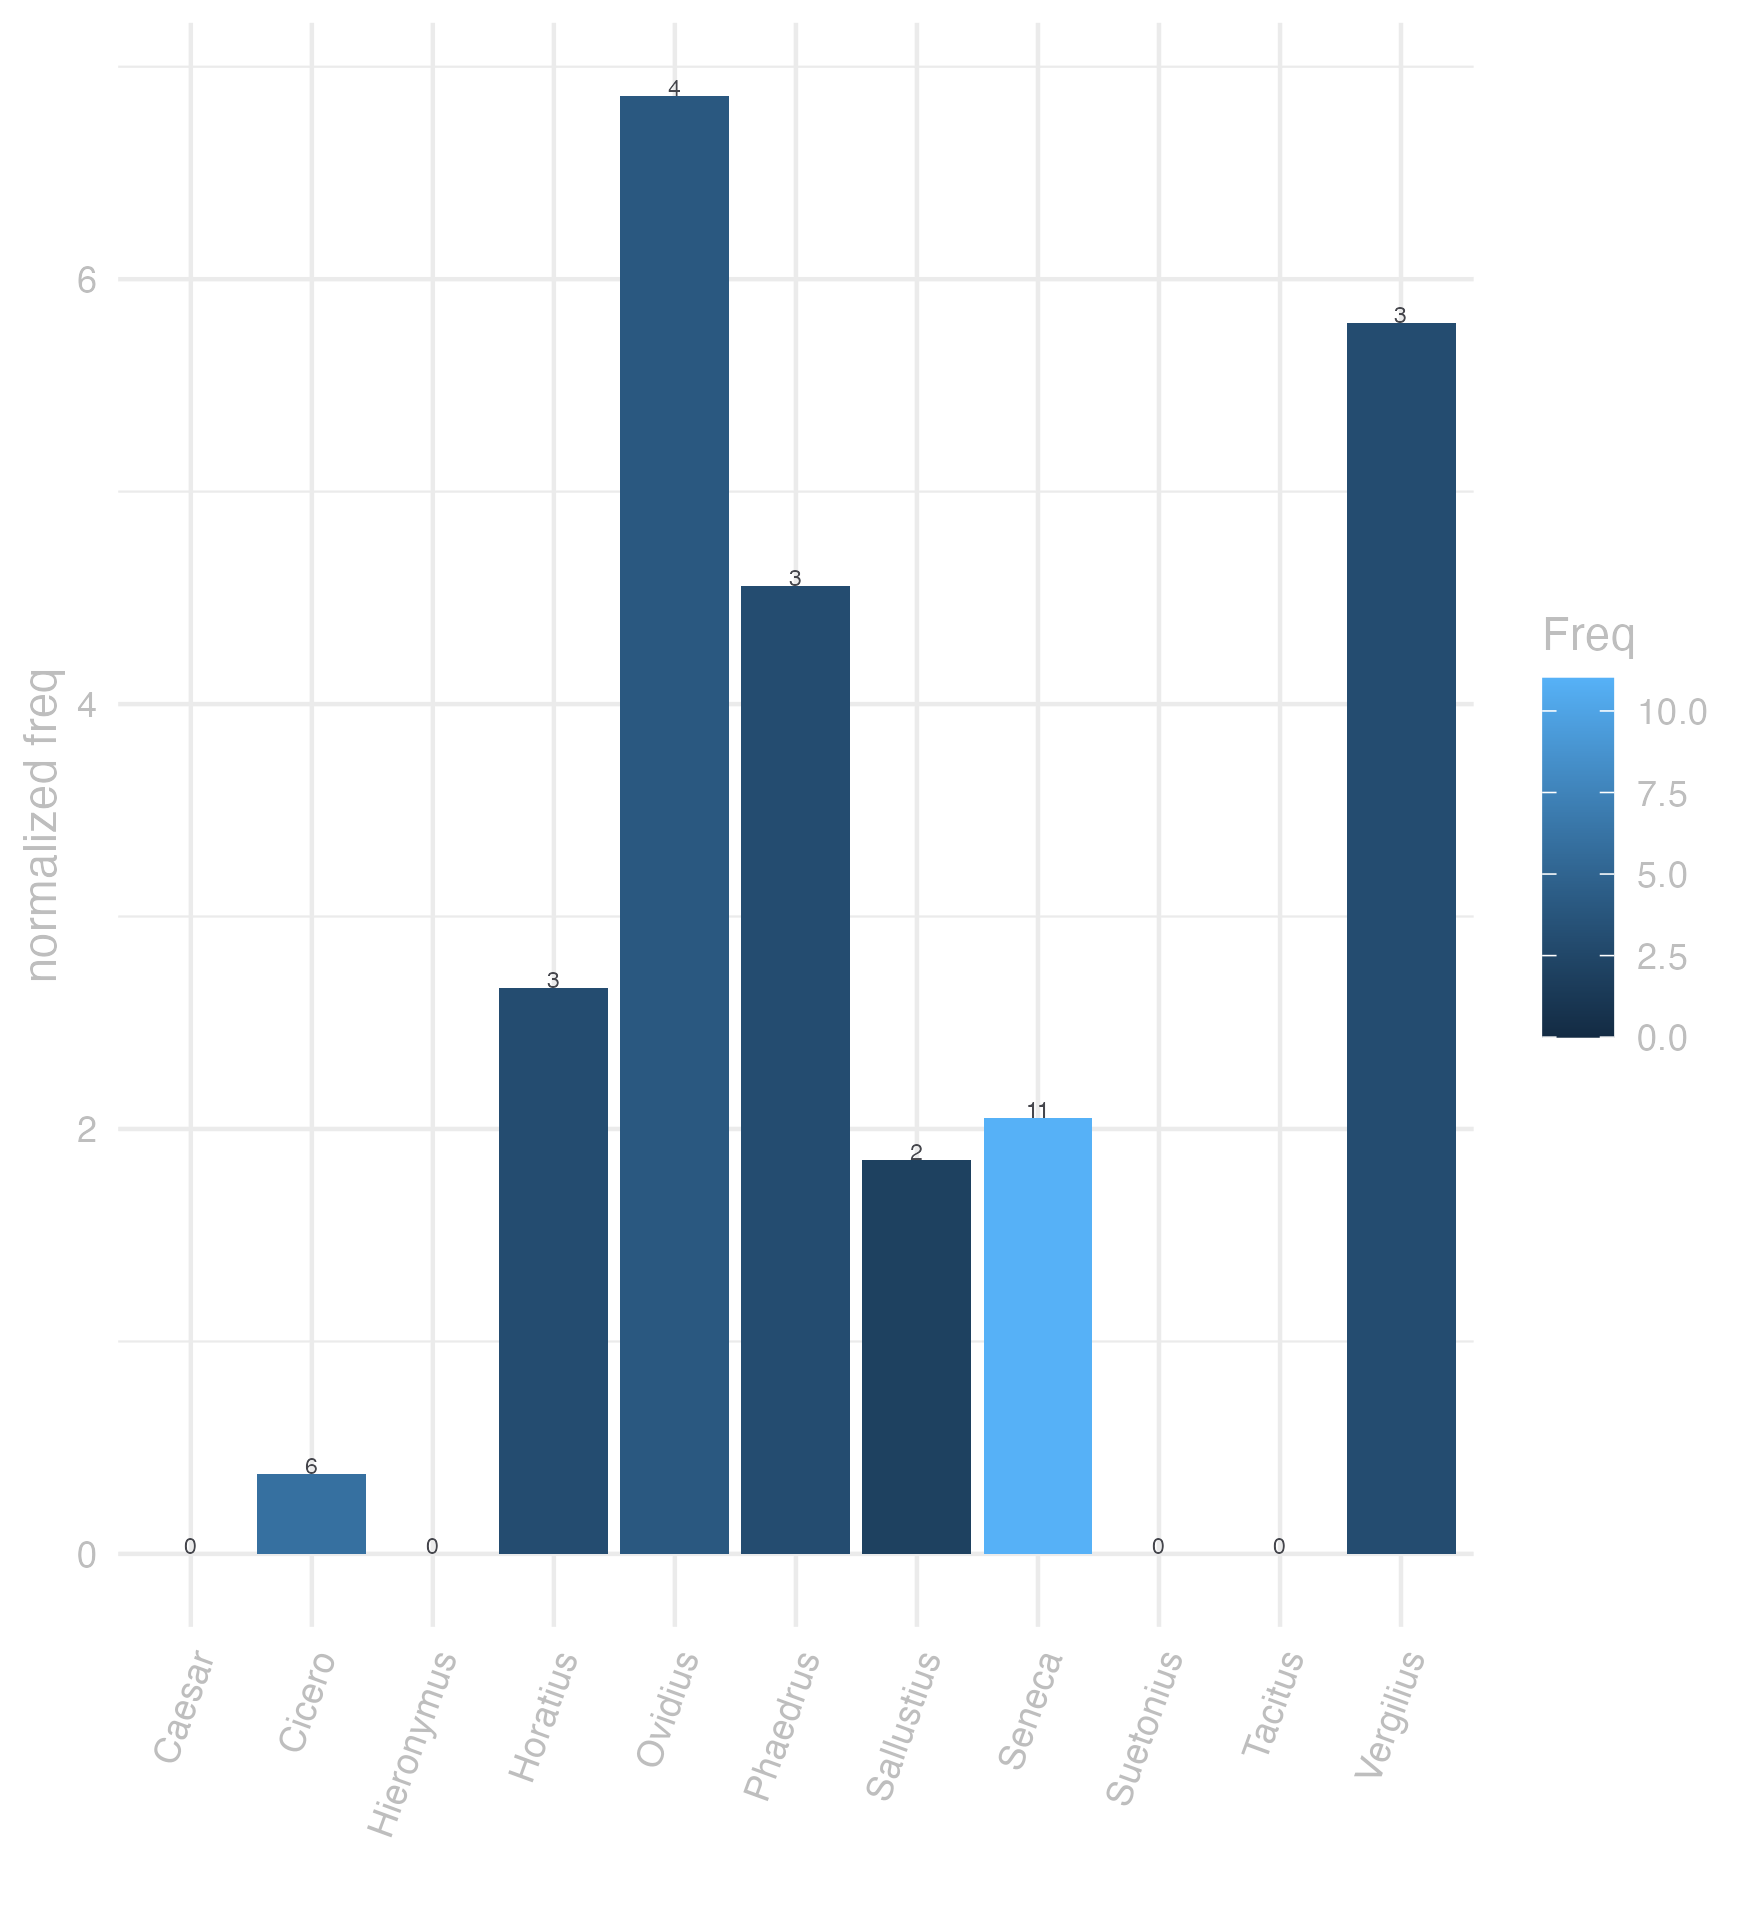 normalized freq
6
4
2
0
4
3
3
3
2
11
6
0
0
0
0
Caesar
Cicero
Hieronymus
Horatius
Ovidius
Phaedrus
Sallustius
Seneca
Suetonius
Tacitus
Vergilius
Freq
10.0
7.5
5.0
2.5
0.0